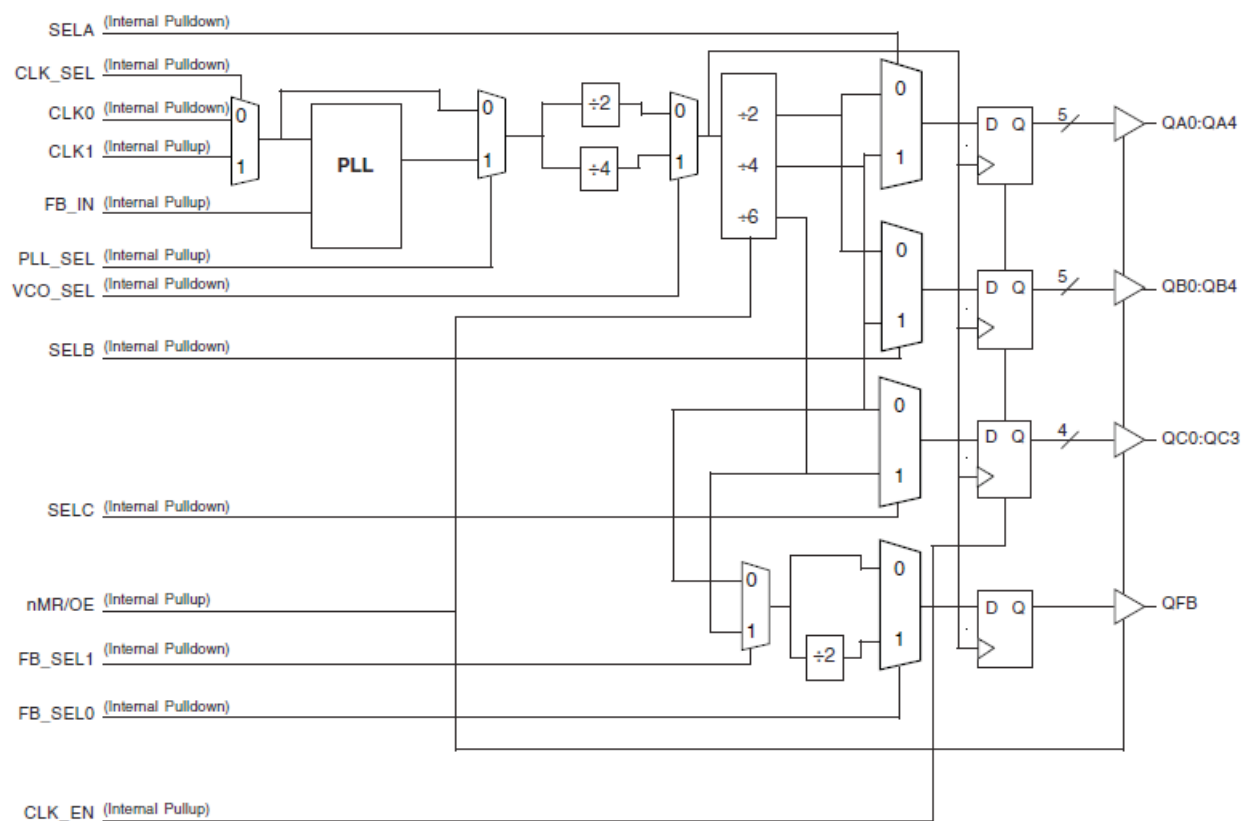 SELA (Internal Pulldown)
CLK_SEL (Internal Pulldown)
CLK0 (Internal Pulldown)
CLK1 (Internal Pullup)
FB_IN (Internal Pullup)
PLL_SEL (Internal Pullup)
VCO_SEL (Internal Pulldown)
SELB (Internal Pulldown)
SELC (Internal Pulldown)
nMR/OE (Internal Pullup)
FB_SEL1 (Internal Pulldown)
FB_SEL0 (Internal Pulldown)
CLK_EN (Internal Pullup)
0
1
PLL
0
1
÷2
÷4
0
1
÷2
÷4
÷6
0
1
D Q
5
QA0:QA4
0
1
D Q
5
QB0:QB4
0
1
D Q
4
QC0:QC3
0
1
÷2
0
1
D Q
QFB